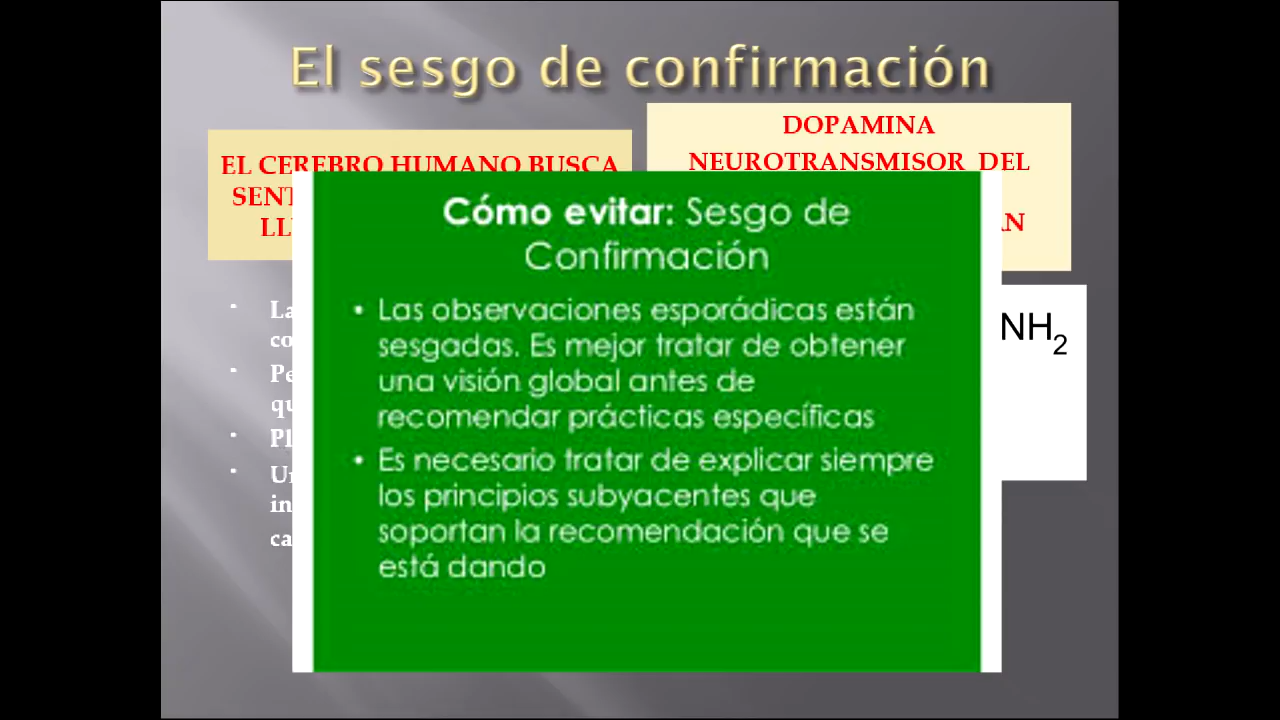 El sesgo de confirmación
EL CEREBRO HUMANO BUSCA
DOPAMINA
NEUROTRANSMISOR DEL
Cómo evitar: Sesgo de
Confirmación
• Las observaciones esporádicas están
sesgadas. Es mejor tratar de obtener
una visión global antes de
recomendar prácticas específicas
• Es necesario tratar de explicar siempre
los principios subyacentes que
soportan la recomendación que se
está dando
NH2